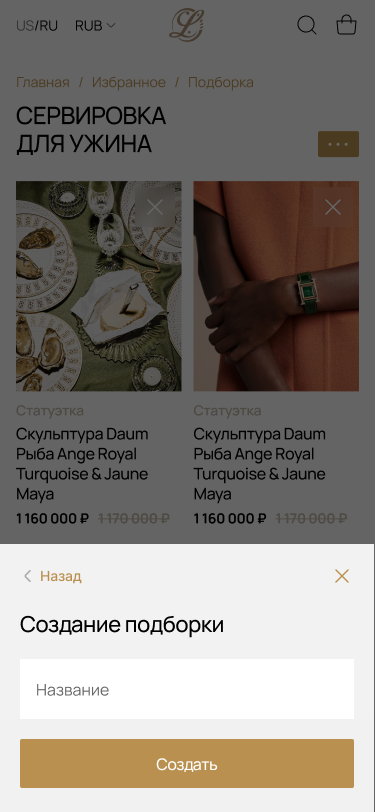 US/RU RUB
L
Главная / Избранное / Подборка
СЕРВИРОВКА
ДЛЯ УЖИНА
Статуэтка
Скульптура Daum
Рыба Ange Royal
Turquoise & Jaune
Maya
1 160 000 ₽ 1 170 000 ₽
Статуэтка
Скульптура Daum
Рыба Ange Royal
Turquoise & Jaune
Maya
1 160 000 ₽ 1 170 000 ₽
Назад
Создание подборки
Название
Создать